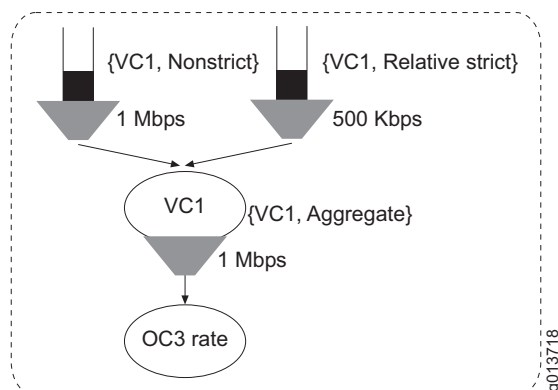 {VC1, Nonstrict}
{VC1, Relative strict}
1 Mbps
500 Kbps
VC1
{VC1, Aggregate}
1 Mbps
OC3 rate
g013718